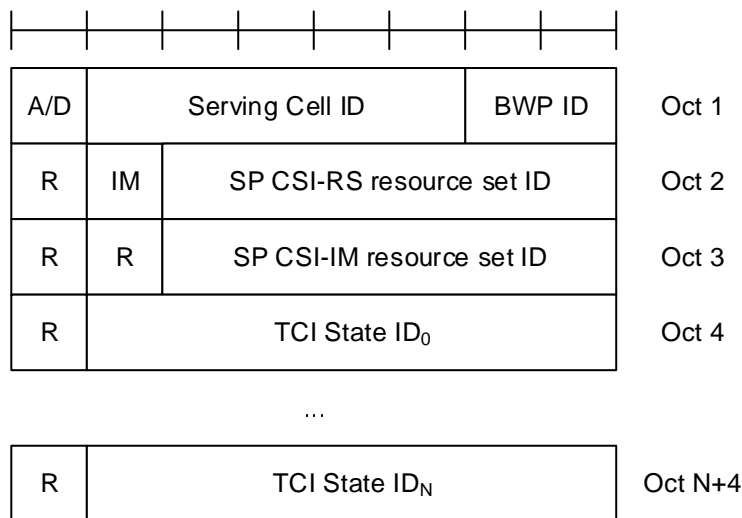 A/D Serving Cell ID BWP ID Oct 1
R IM SP CSI-RS resource set ID Oct 2
R R SP CSI-IM resource set ID Oct 3
R TCI State ID₀ Oct 4
...
R TCI State IDN Oct N+4